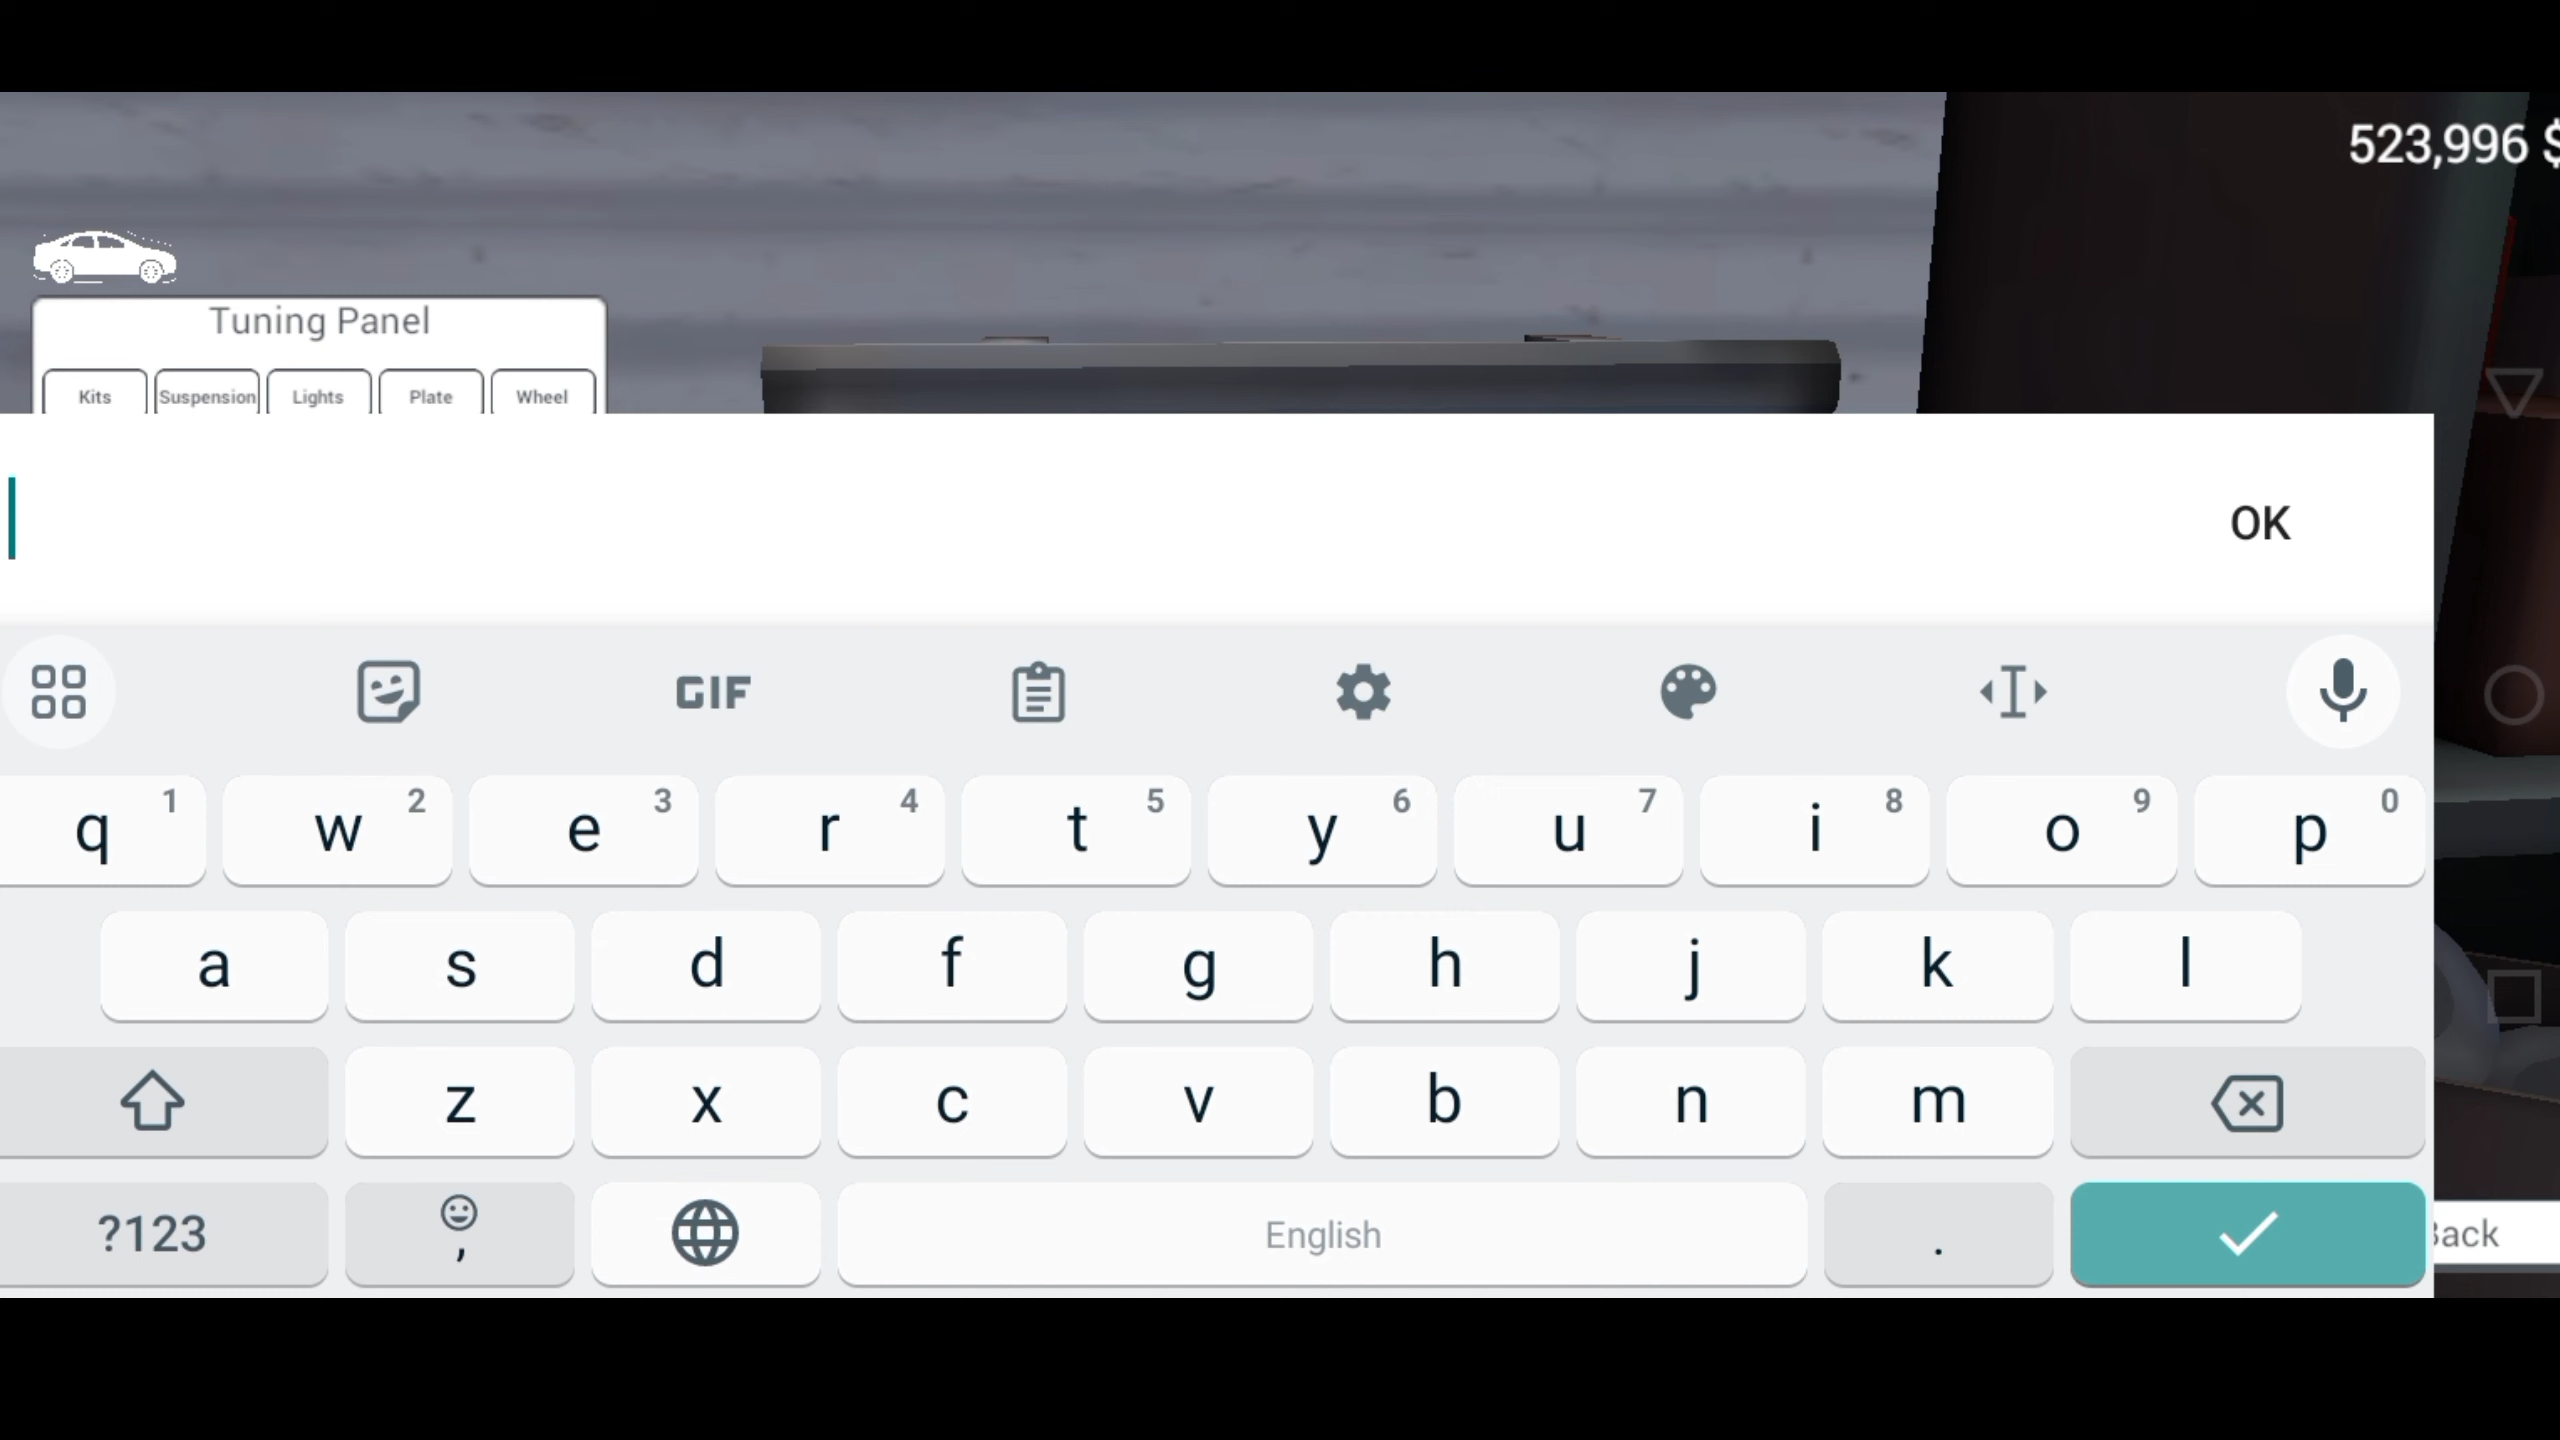 523,996 $
Tuning Panel
Kits Suspension Lights Plate Wheel
OK
GIF
q 1 w 2 e 3 r 4 t 5 y 6 u 7 i 8 o 9 p 0
a s d f g h j k l
z x c v b n m
?123 , English .
Back